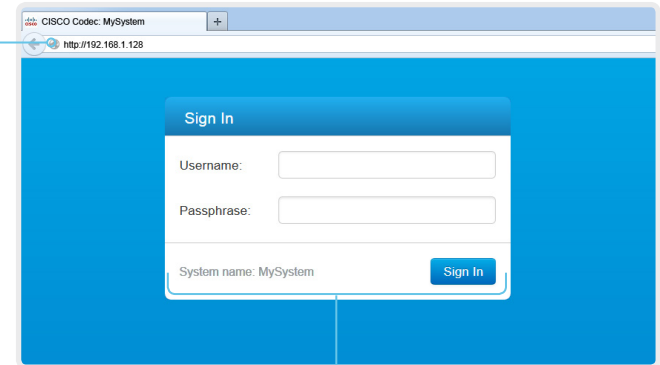 CISCO Codec: MySystem
+
http://192.168.1.128
Sign In
Username:
Passphrase:
System name: MySystem
Sign In